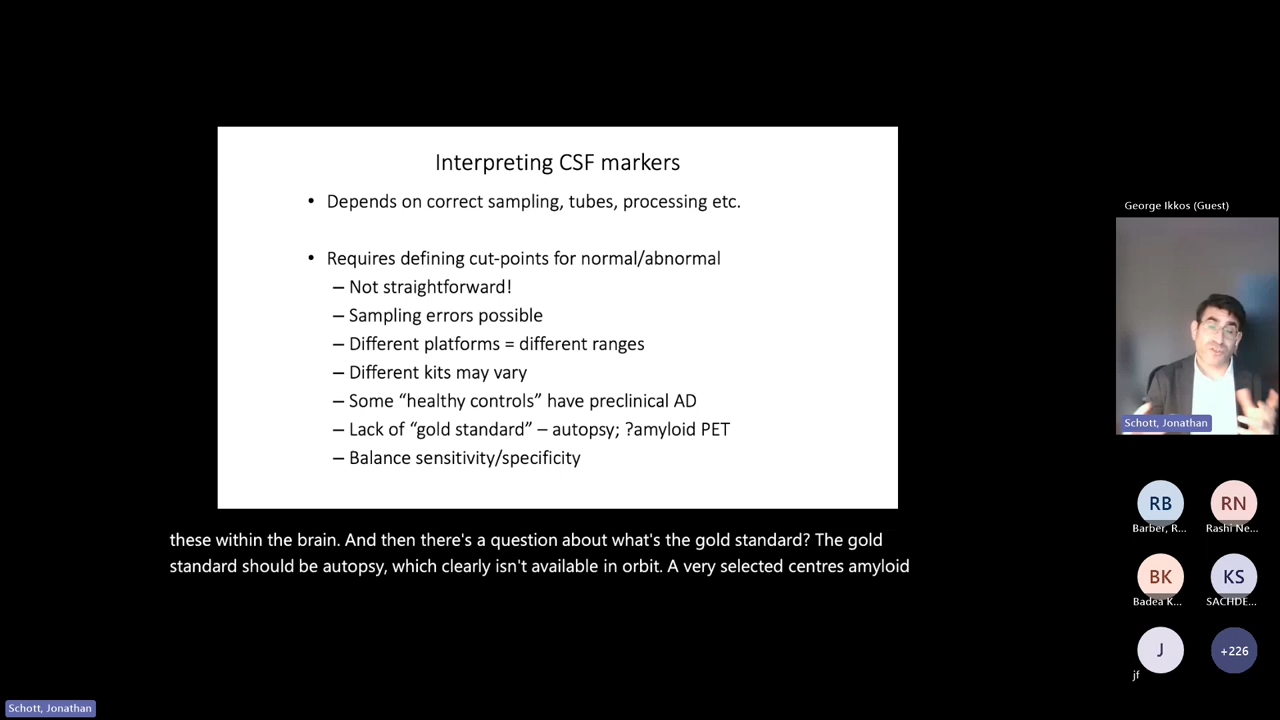 Interpreting CSF markers
• Depends on correct sampling, tubes, processing etc.
• Requires defining cut-points for normal/abnormal
– Not straightforward!
– Sampling errors possible
– Different platforms = different ranges
– Different kits may vary
– Some “healthy controls” have preclinical AD
– Lack of “gold standard” – autopsy; ?amyloid PET
– Balance sensitivity/specificity
these within the brain. And then there's a question about what's the gold standard? The gold
standard should be autopsy, which clearly isn't available in orbit. A very selected centres amyloid
Schott, Jonathan
George Ikkos (Guest)
Schott, Jonathan
RB
Barber, R...
RN
Rashi Ne...
BK
Badea K...
KS
SACHDE...
J
jf
+226